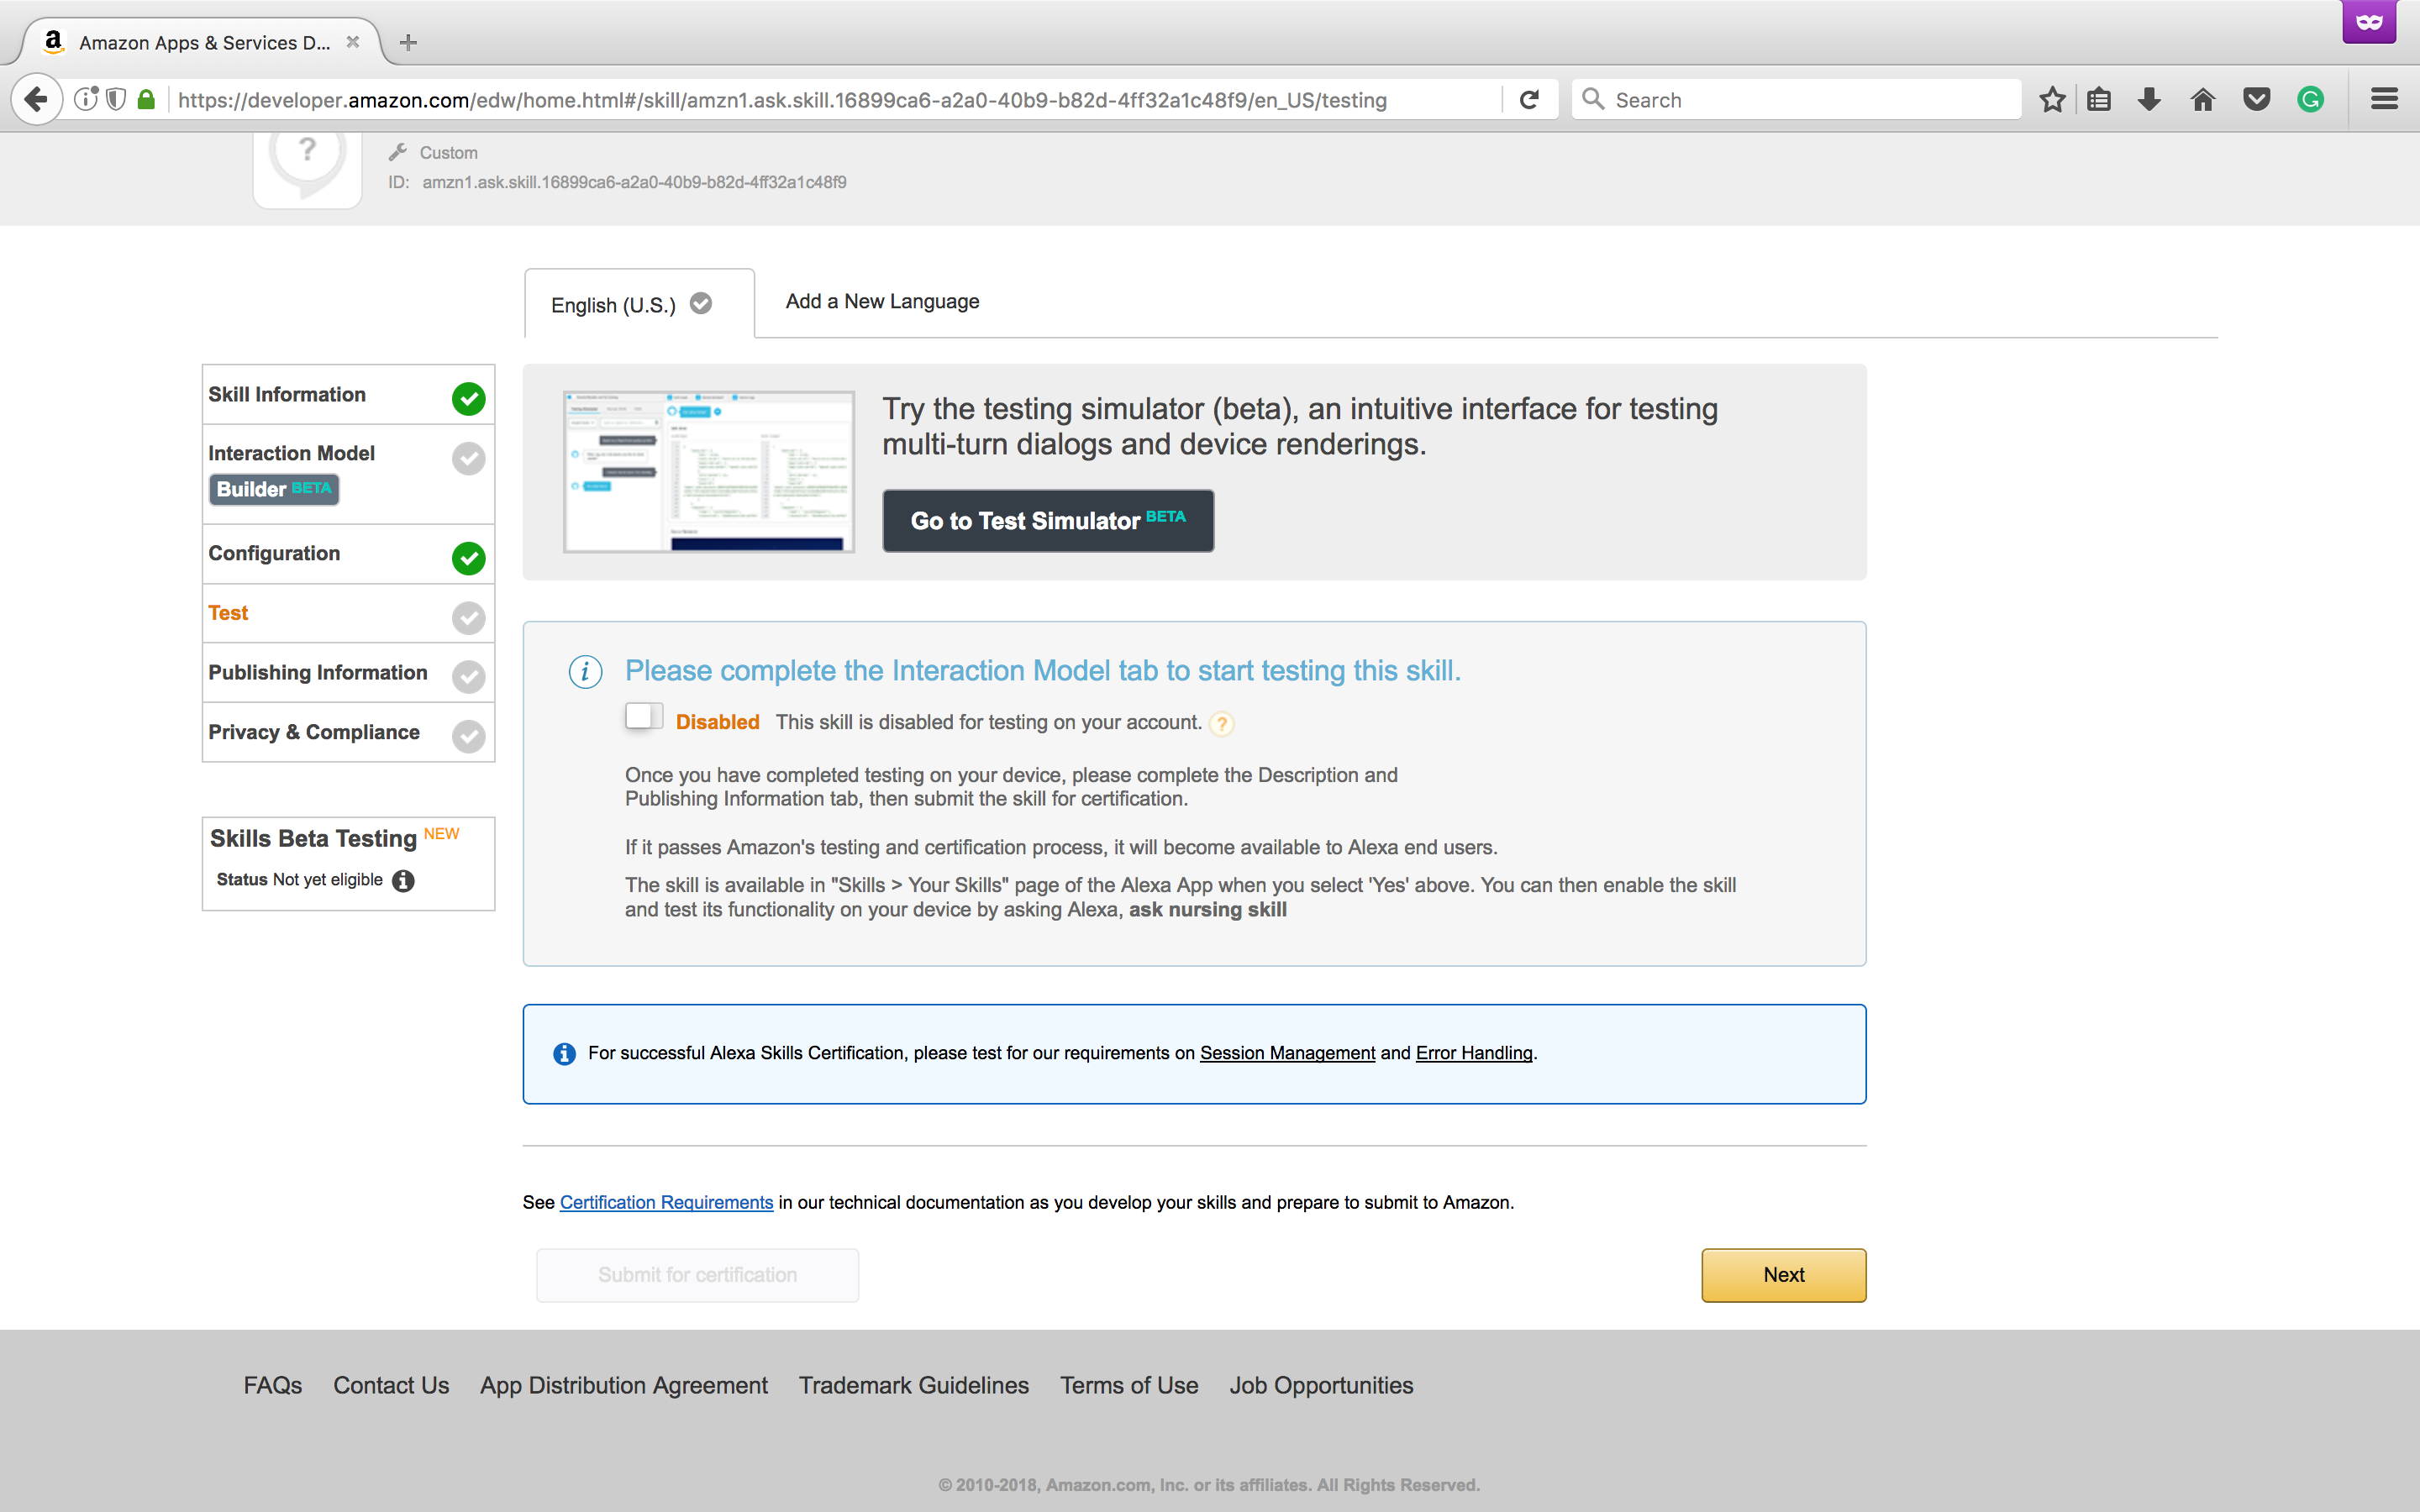 Amazon Apps & Services D...
https://developer.amazon.com/edw/home.html#/skill/amzn1.ask.skill.16899ca6-a2a0-40b9-b82d-4ff32a1c48f9/en_US/testing
Search
Custom
ID: amzn1.ask.skill.16899ca6-a2a0-40b9-b82d-4ff32a1c48f9
English (U.S.)
Add a New Language
Skill Information
Interaction Model
Builder BETA
Configuration
Test
Publishing Information
Privacy & Compliance
Skills Beta Testing NEW
Status Not yet eligible
Try the testing simulator (beta), an intuitive interface for testing
multi-turn dialogs and device renderings.
Go to Test Simulator BETA
Please complete the Interaction Model tab to start testing this skill.
Disabled This skill is disabled for testing on your account. ?
Once you have completed testing on your device, please complete the Description and
Publishing Information tab, then submit the skill for certification.
If it passes Amazon's testing and certification process, it will become available to Alexa end users.
The skill is available in "Skills > Your Skills" page of the Alexa App when you select 'Yes' above. You can then enable the skill
and test its functionality on your device by asking Alexa, ask nursing skill
For successful Alexa Skills Certification, please test for our requirements on Session Management and Error Handling.
See Certification Requirements in our technical documentation as you develop your skills and prepare to submit to Amazon.
Submit for certification
Next
FAQs Contact Us App Distribution Agreement Trademark Guidelines Terms of Use Job Opportunities
© 2010-2018, Amazon.com, Inc. or its affiliates. All Rights Reserved.